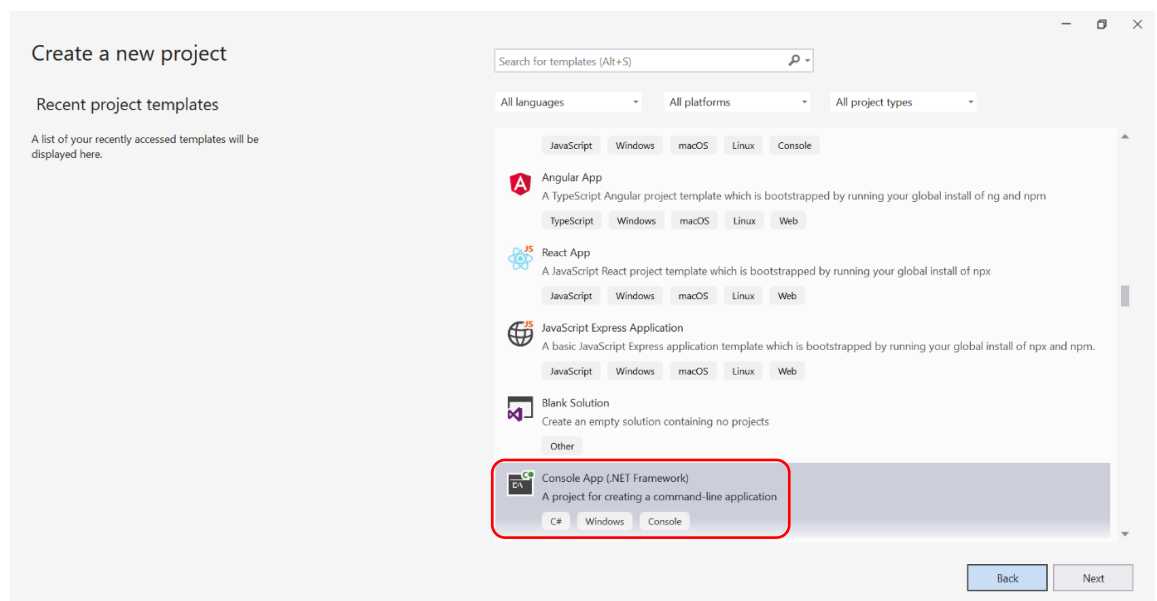 Create a new project
Search for templates (Alt+S)
Recent project templates
All languages
All platforms
All project types
A list of your recently accessed templates will be
displayed here.
JavaScript Windows macOS Linux Console
Angular App
A TypeScript Angular project template which is bootstrapped by running your global install of ng and npm
TypeScript Windows macOS Linux Web
JS
React App
A JavaScript React project template which is bootstrapped by running your global install of npx
JavaScript Windows macOS Linux Web
JS
JavaScript Express Application
A basic JavaScript Express application template which is bootstrapped by running your global install of npx and npm.
JavaScript Windows macOS Linux Web
Blank Solution
Create an empty solution containing no projects
Other
C#
Console App (.NET Framework)
A project for creating a command-line application
C# Windows Console
Back
Next